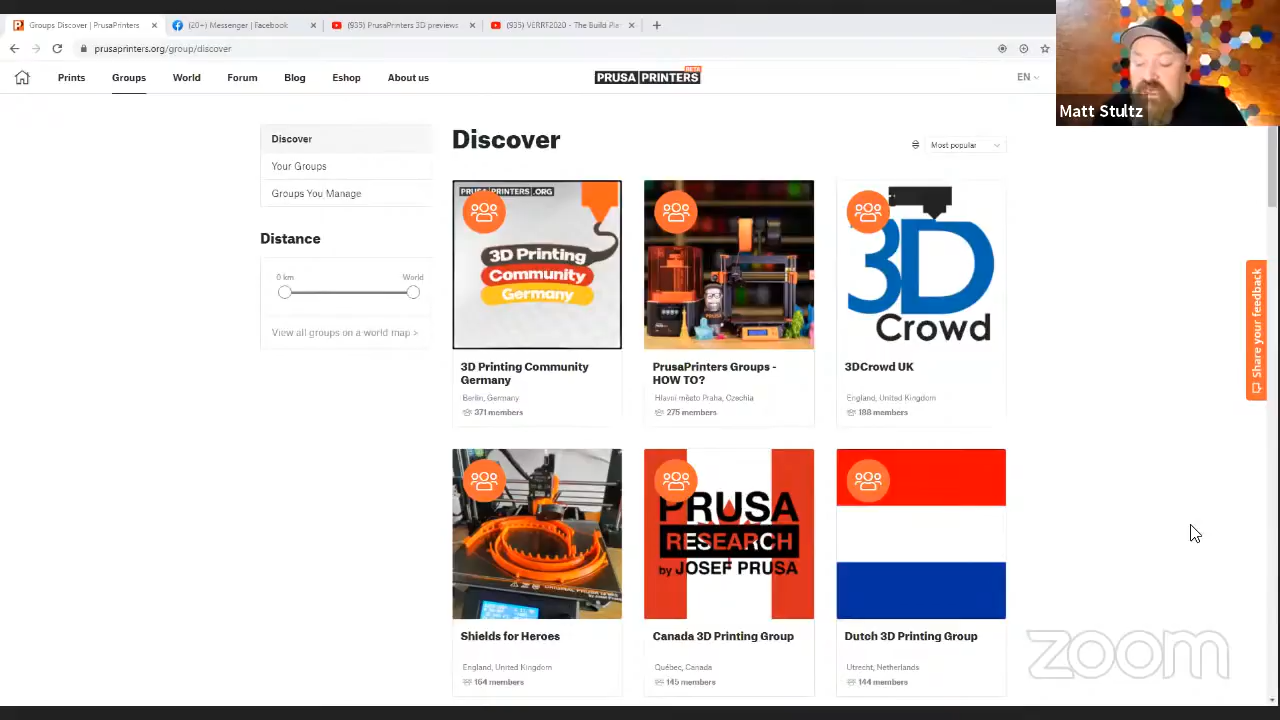 Groups Discover | PrusaPrinters
(20+) Messenger | Facebook
(935) PrusaPrinters 3D previews
(935) VERRF2020 - The Build Pla
prusaprinters.org/group/discover
Prints
Groups
World
Forum
Blog
Eshop
About us
PRUSA|PRINTERS
BETA
EN
Matt Stultz
Discover
Your Groups
Groups You Manage
Distance
0 km
World
View all groups on a world map >
Discover
Most popular
PRUSA|PRINTERS.ORG
3D Printing
Community
Germany
3D Printing Community
Germany
Berlin, Germany
371 members
PrusaPrinters Groups -
HOW TO?
Hlavní město Praha, Czechia
275 members
3D
Crowd
3DCrowd UK
England, United Kingdom
188 members
Shields for Heroes
England, United Kingdom
164 members
PRUSA
RESEARCH
by JOSEF PRUSA
Canada 3D Printing Group
Québec, Canada
145 members
Dutch 3D Printing Group
Utrecht, Netherlands
144 members
Share your feedback
zoom